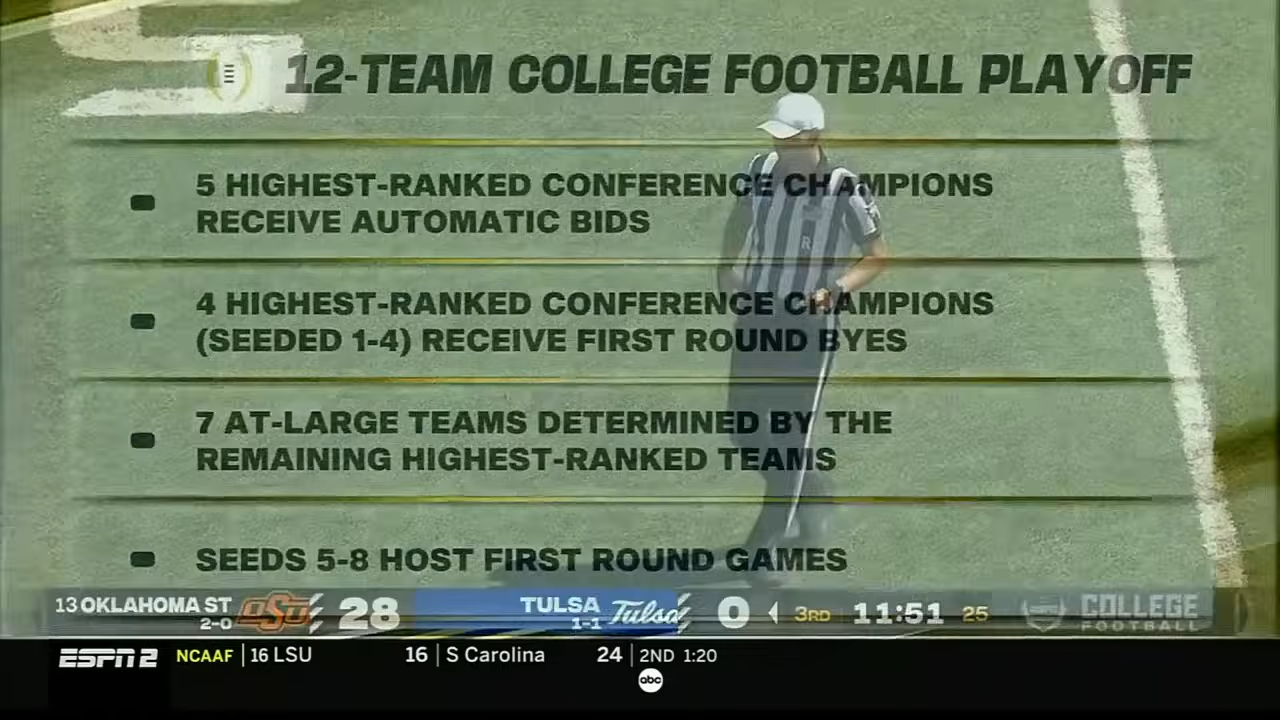 12-TEAM COLLEGE FOOTBALL PLAYOFF
5 HIGHEST-RANKED CONFERENCE CHAMPIONS
RECEIVE AUTOMATIC BIDS
4 HIGHEST-RANKED CONFERENCE CHAMPIONS
(SEEDED 1-4) RECEIVE FIRST ROUND BYES
7 AT-LARGE TEAMS DETERMINED BY THE
REMAINING HIGHEST-RANKED TEAMS
SEEDS 5-8 HOST FIRST ROUND GAMES
R
13 OKLAHOMA ST 2-0 OSU 28 TULSA 1-1 Tulsa 0 3RD 11:51 25 COLLEGE FOOTBALL
ESPN2 NCAAF 16 LSU 16 S Carolina 24 2ND 1:20
abc